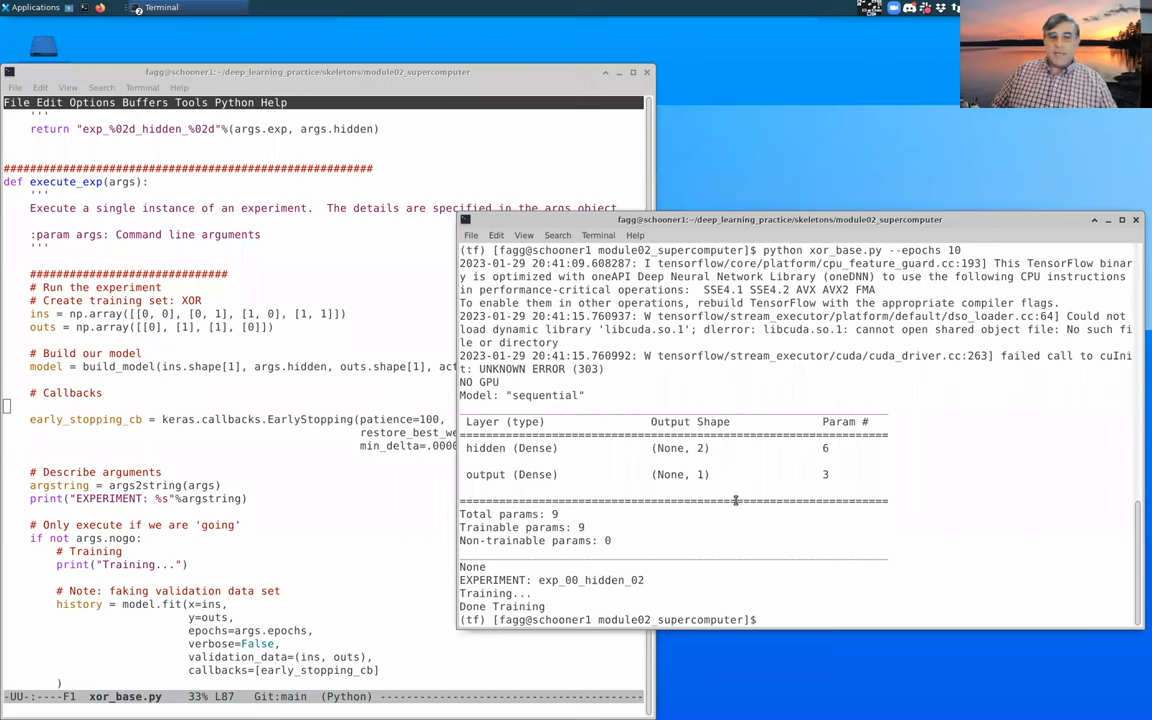 Applications
Terminal
2
fagg@schooner1:~/deep_learning_practice/skeletons/module02_supercomputer
File Edit View Search Terminal Help
File Edit Options Buffers Tools Python Help
'''
return "exp_%02d_hidden_%02d"%(args.exp, args.hidden)
########################################################
def execute_exp(args):
'''
Execute a single instance of an experiment.  The details are specified in the args object
:param args: Command line arguments
'''
##############################
# Run the experiment
# Create training set: XOR
ins = np.array([[0, 0], [0, 1], [1, 0], [1, 1]])
outs = np.array([[0], [1], [1], [0]])
# Build our model
model = build_model(ins.shape[1], args.hidden, outs.shape[1], act
# Callbacks
early_stopping_cb = keras.callbacks.EarlyStopping(patience=100,
restore_best_we
min_delta=.0000
# Describe arguments
argstring = args2string(args)
print("EXPERIMENT: %s"%argstring)
# Only execute if we are 'going'
if not args.nogo:
# Training
print("Training...")
# Note: faking validation data set
history = model.fit(x=ins,
y=outs,
epochs=args.epochs,
verbose=False,
validation_data=(ins, outs),
callbacks=[early_stopping_cb]
)
-UU-:----F1  xor_base.py    33% L87   Git:main  (Python) ----------------------------------------
fagg@schooner1:~/deep_learning_practice/skeletons/module02_supercomputer
File Edit View Search Terminal Help
(tf) [fagg@schooner1 module02_supercomputer]$ python xor_base.py --epochs 10
2023-01-29 20:41:09.608287: I tensorflow/core/platform/cpu_feature_guard.cc:193] This TensorFlow binar
y is optimized with oneAPI Deep Neural Network Library (oneDNN) to use the following CPU instructions
in performance-critical operations:  SSE4.1 SSE4.2 AVX AVX2 FMA
To enable them in other operations, rebuild TensorFlow with the appropriate compiler flags.
2023-01-29 20:41:15.760937: W tensorflow/stream_executor/platform/default/dso_loader.cc:64] Could not
load dynamic library 'libcuda.so.1'; dlerror: libcuda.so.1: cannot open shared object file: No such fi
le or directory
2023-01-29 20:41:15.760992: W tensorflow/stream_executor/cuda/cuda_driver.cc:263] failed call to cuIni
t: UNKNOWN ERROR (303)
NO GPU
Model: "sequential"
_________________________________________________________________
Layer (type) Output Shape Param #
=================================================================
hidden (Dense) (None, 2) 6
output (Dense) (None, 1) 3
=================================================================
Total params: 9
Trainable params: 9
Non-trainable params: 0
_________________________________________________________________
None
EXPERIMENT: exp_00_hidden_02
Training...
Done Training
(tf) [fagg@schooner1 module02_supercomputer]$